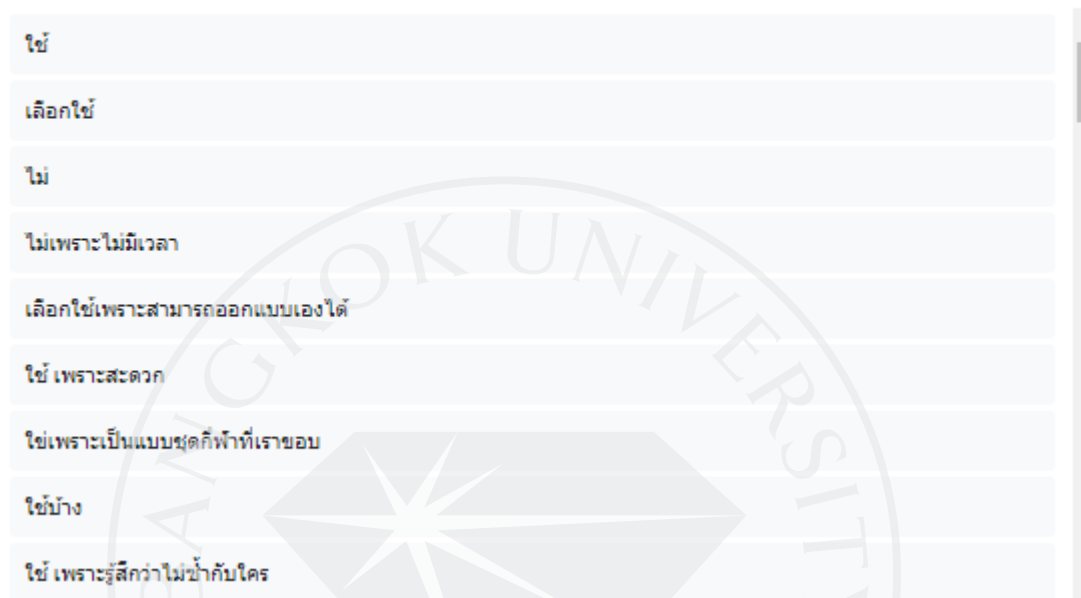 ใช้
เลือกใช้
ไม่
ไม่เพราะไม่มีเวลา
เลือกใช้เพราะสามารถออกแบบเองได้
ใช้ เพราะสะดวก
ใข่เพราะเป็นแบบชุดกีฬาที่เราขอบ
ใช้บ้าง
ใช้ เพราะรู้สึกว่าไม่ซ้ำกับใคร
BANGKOK UNIVERSITY